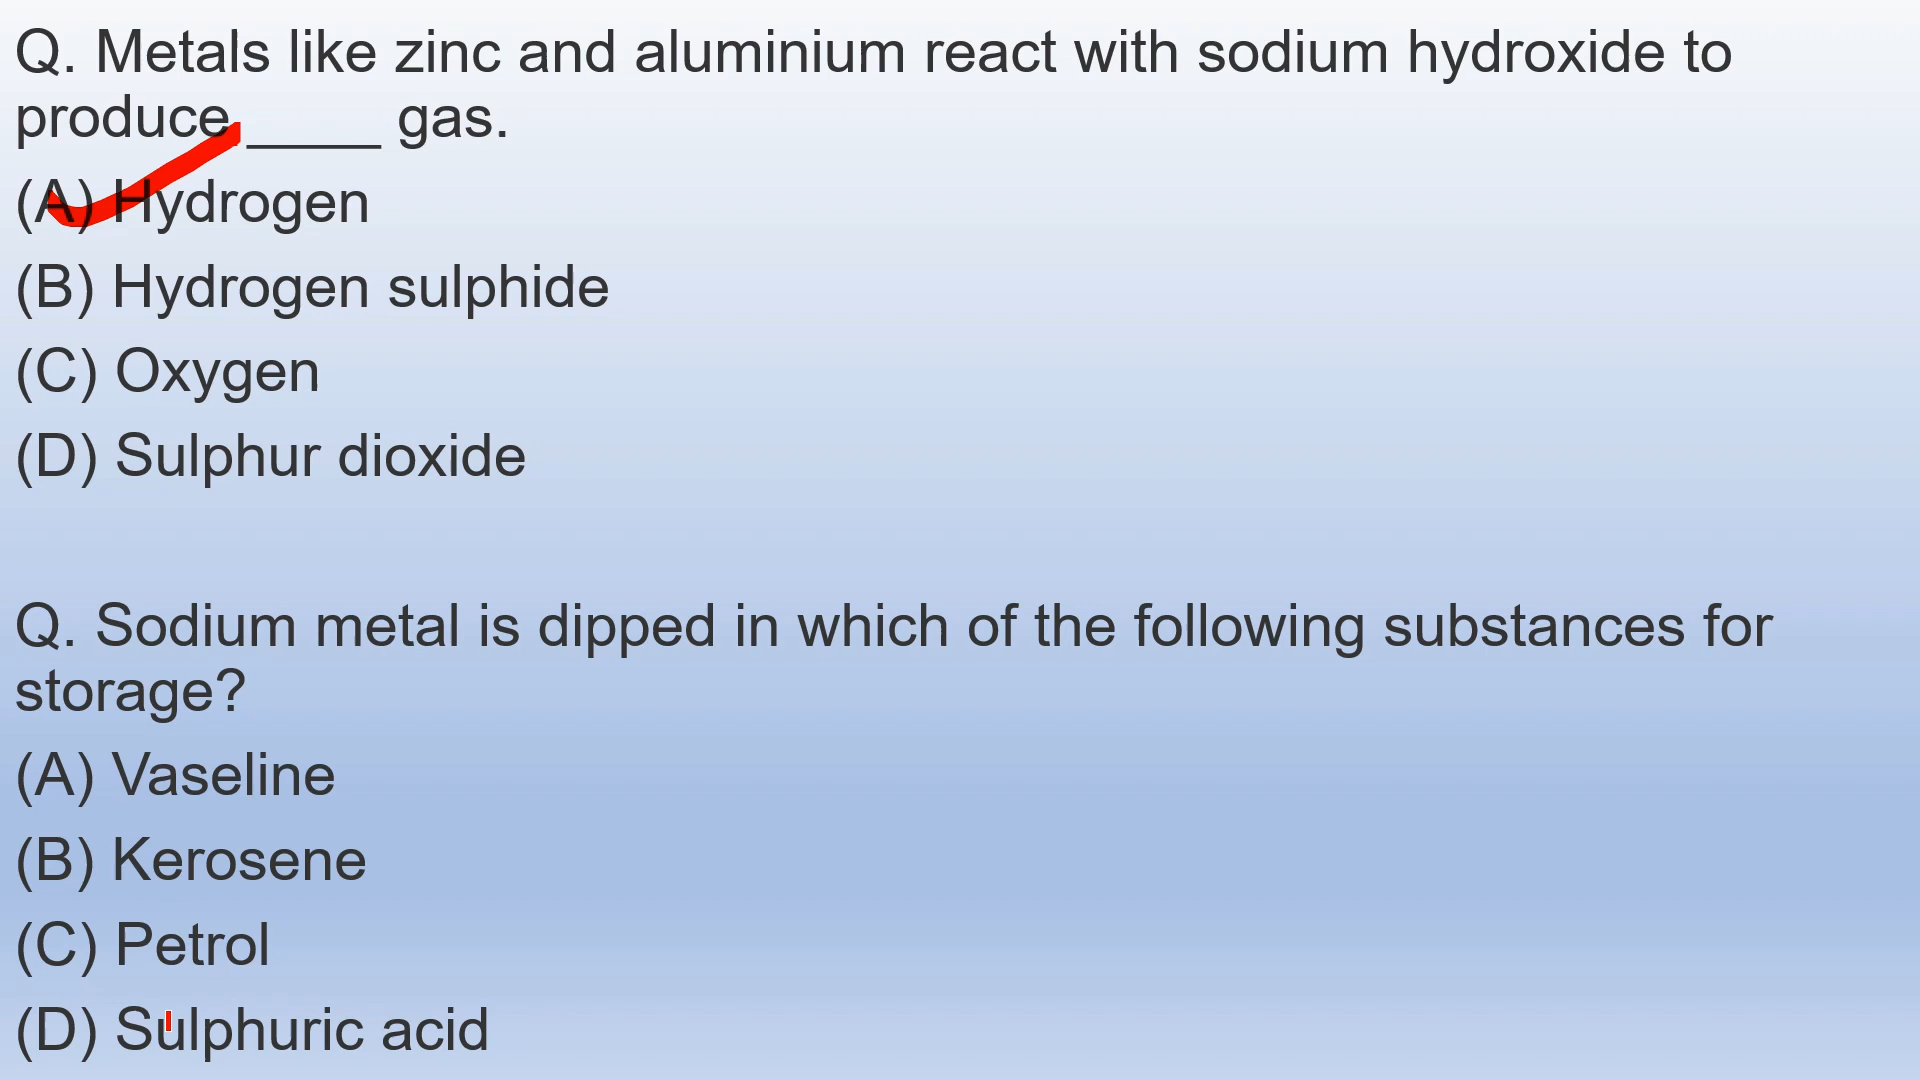 Q. Metals like zinc and aluminium react with sodium hydroxide to
produce ____ gas.
(A) Hydrogen
(B) Hydrogen sulphide
(C) Oxygen
(D) Sulphur dioxide
Q. Sodium metal is dipped in which of the following substances for
storage?
(A) Vaseline
(B) Kerosene
(C) Petrol
(D) Sulphuric acid